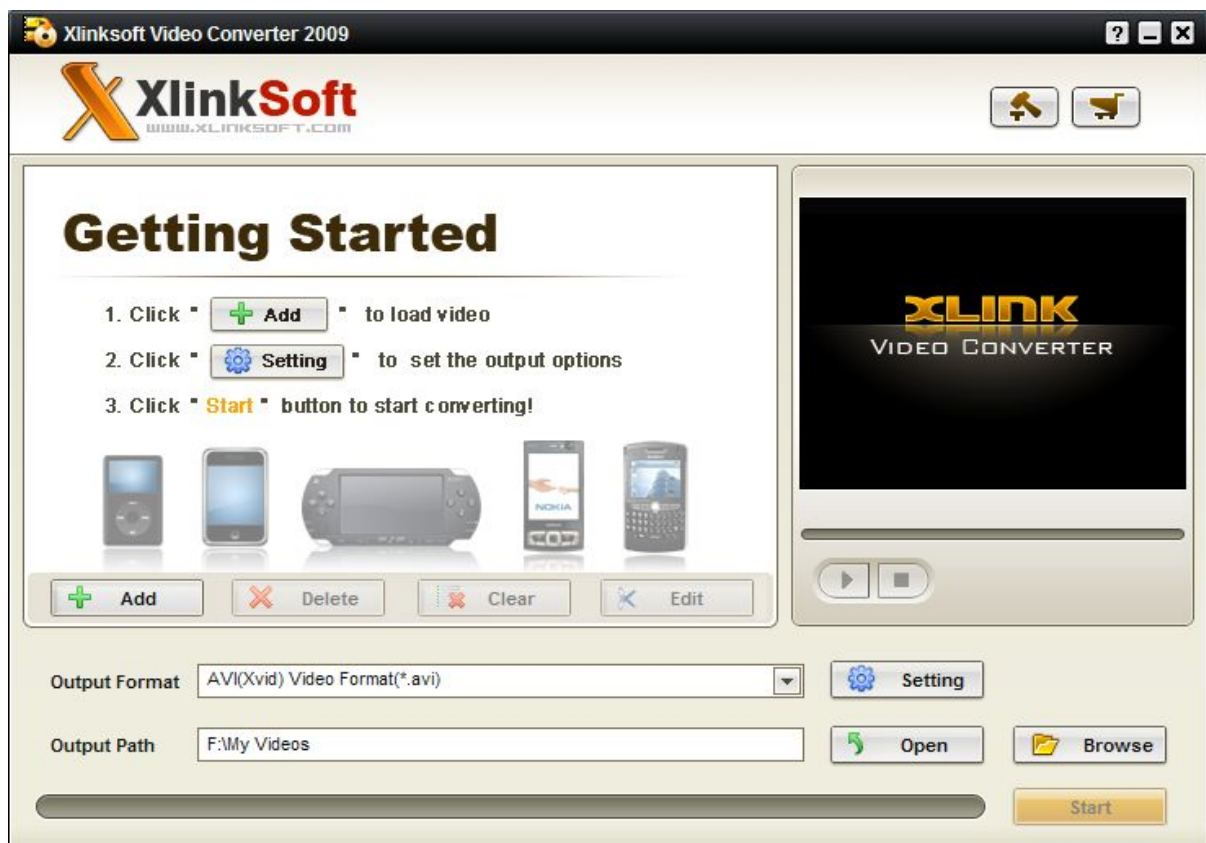 Xlinksoft Video Converter 2009
XlinkSoft
www.xlinksoft.com
Getting Started
1. Click " Add " to load video
2. Click " Setting " to set the output options
3. Click " Start " button to start converting!
NOKIA
XLINK
VIDEO CONVERTER
Add Delete Clear Edit
Output Format AVI(Xvid) Video Format(*.avi) Setting
Output Path F:\My Videos Open Browse
Start